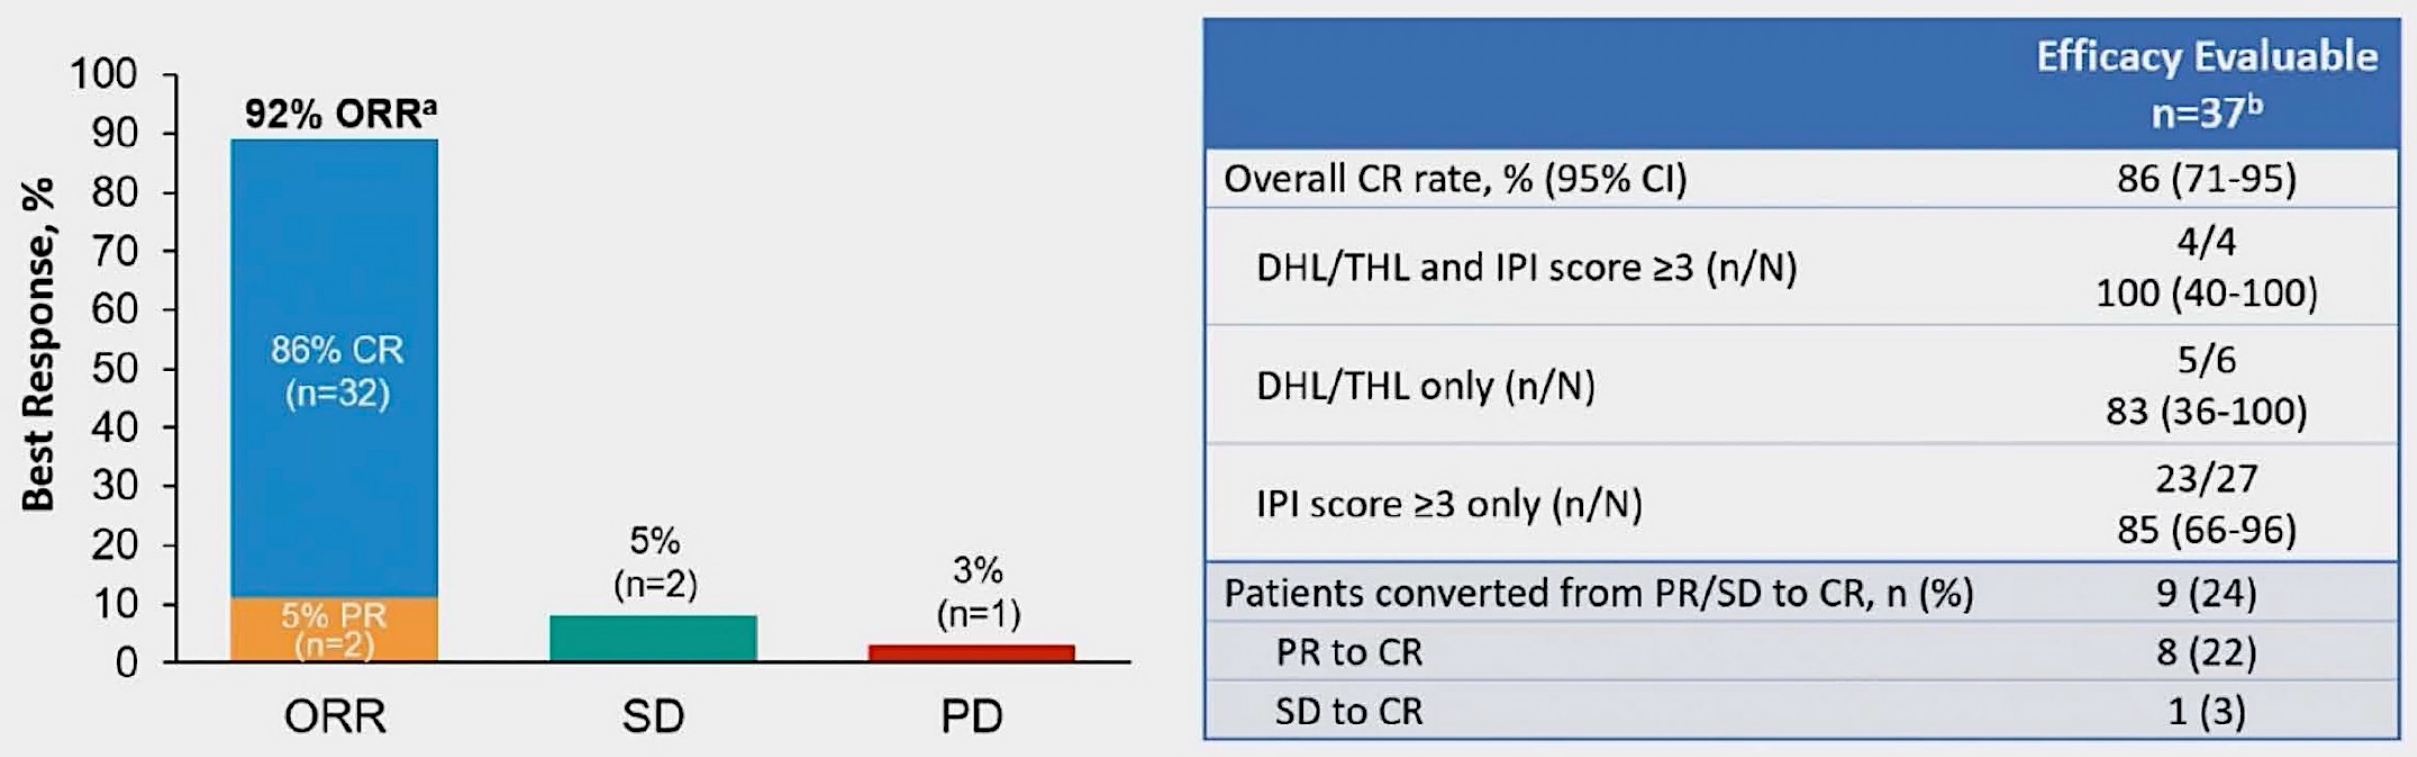 100
90
80
70
60
50
40
30
20
10
0
Best Response, %
92% ORRᵃ
86% CR
(n=32)
5% PR
(n=2)
5%
(n=2)
3%
(n=1)
ORR
SD
PD
Efficacy Evaluable
n=37ᵇ
Overall CR rate, % (95% CI) 86 (71-95)
DHL/THL and IPI score ≥3 (n/N) 4/4
100 (40-100)
DHL/THL only (n/N) 5/6
83 (36-100)
IPI score ≥3 only (n/N) 23/27
85 (66-96)
Patients converted from PR/SD to CR, n (%) 9 (24)
PR to CR 8 (22)
SD to CR 1 (3)